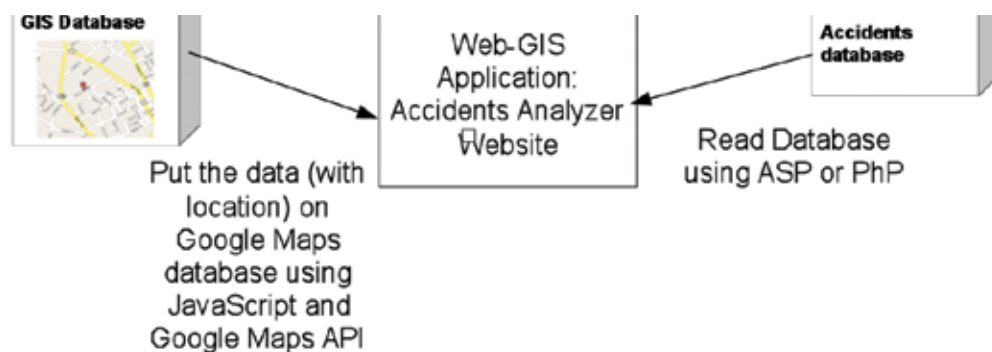 GIS Database
Web-GIS
Application:
Accidents Analyzer
Website
Accidents
database
Put the data (with
location) on
Google Maps
database using
JavaScript and
Google Maps API
Read Database
using ASP or PhP